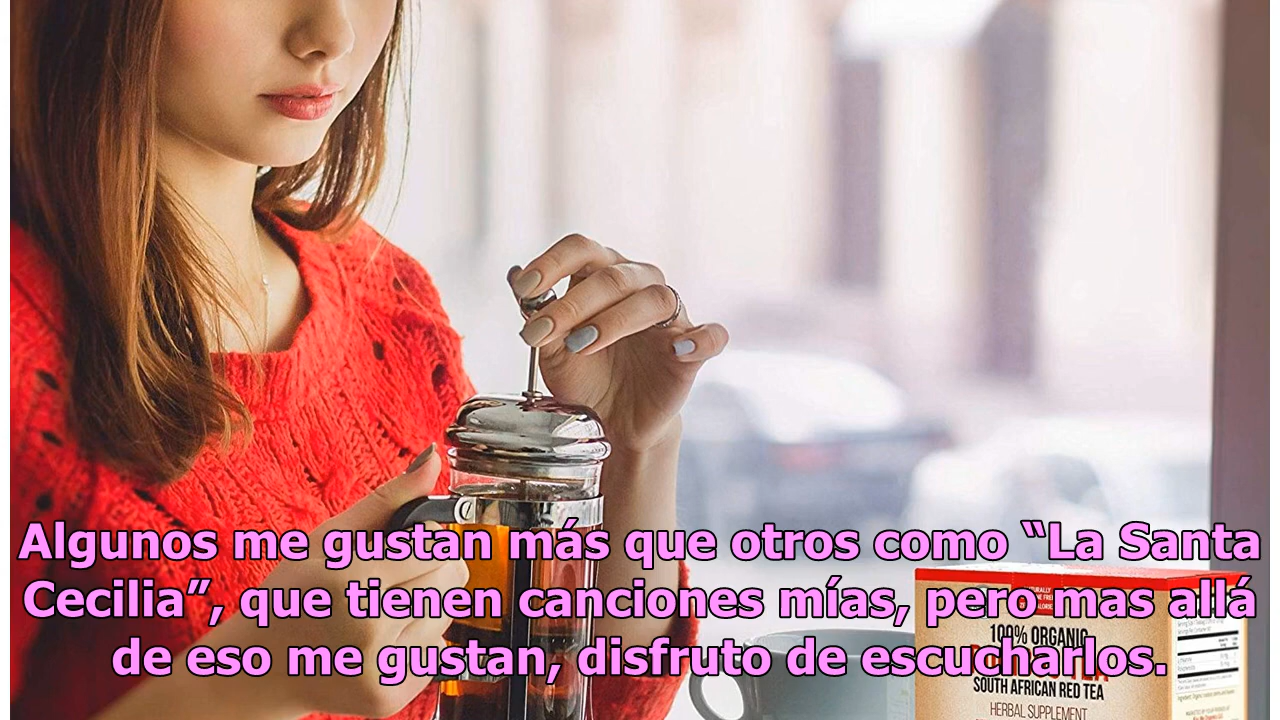 Algunos me gustan más que otros como “La Santa
Cecilia”, que tienen canciones mías, pero mas allá
de eso me gustan, disfruto de escucharlos.
100% ORGANIC
SOUTH AFRICAN RED TEA
HERBAL SUPPLEMENT